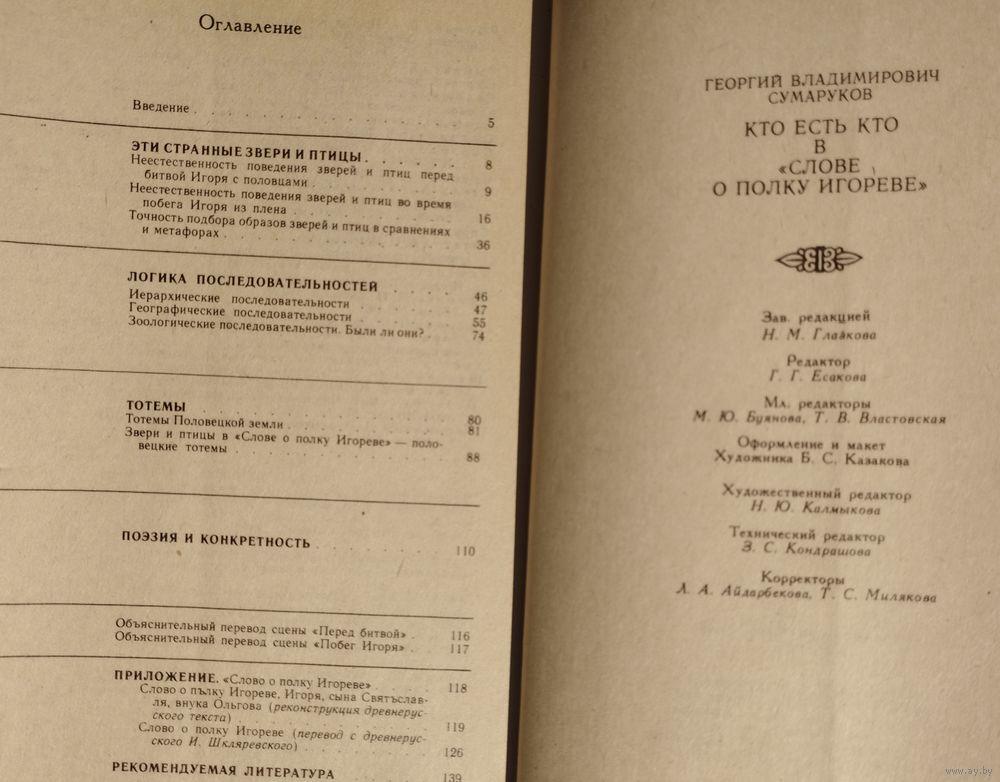 Оглавление
Введение . . . . . . . . . . . . 5
ЭТИ СТРАННЫЕ ЗВЕРИ И ПТИЦЫ . . . . . . 8
Неестественность поведения зверей и птиц перед
битвой Игоря с половцами . . . . . . . 9
Неестественность поведения зверей и птиц во время
побега Игоря из плена . . . . . . . . 16
Точность подбора образов зверей и птиц в сравнениях
и метафорах . . . . . . . . . . . 36
ЛОГИКА ПОСЛЕДОВАТЕЛЬНОСТЕЙ . . . . 46
Иерархические последовательности . . . . . 47
Географические последовательности . . . . . 55
Зоологические последовательности. Были ли они? . . 74
ТОТЕМЫ . . . . . . . . . . . 80
Тотемы Половецкой земли . . . . . . . 81
Звери и птицы в «Слове о полку Игореве» — поло-
вецкие тотемы . . . . . . . . . . 88
ПОЭЗИЯ И КОНКРЕТНОСТЬ . . . . . . 110
Объяснительный перевод сцены «Перед битвой» . . 116
Объяснительный перевод сцены «Побег Игоря» . . 117
ПРИЛОЖЕНИЕ. «Слово о полку Игореве» . . . . 118
Слово о пълку Игореве, Игоря, сына Святъслав-
ля, внука Ольгова (реконструкция древнерус-
ского текста) . . . . . . . . . . 119
Слово о полку Игореве (перевод с древнерус-
ского И. Шкляревского) . . . . . . . 126
РЕКОМЕНДУЕМАЯ ЛИТЕРАТУРА . . . . . 139
ГЕОРГИЙ ВЛАДИМИРОВИЧ
СУМАРУКОВ
КТО ЕСТЬ КТО
В
«СЛОВЕ
О ПОЛКУ ИГОРЕВЕ»
Зав. редакцией
Н. М. Глазкова
Редактор
Г. Г. Есакова
Мл. редакторы
М. Ю. Буянова, Т. В. Властовская
Оформление и макет
Художника Б. С. Казакова
Художественный редактор
Н. Ю. Калмыкова
Технический редактор
З. С. Кондрашова
Корректоры
Л. А. Айдарбекова, Т. С. Милякова
www.ay.by